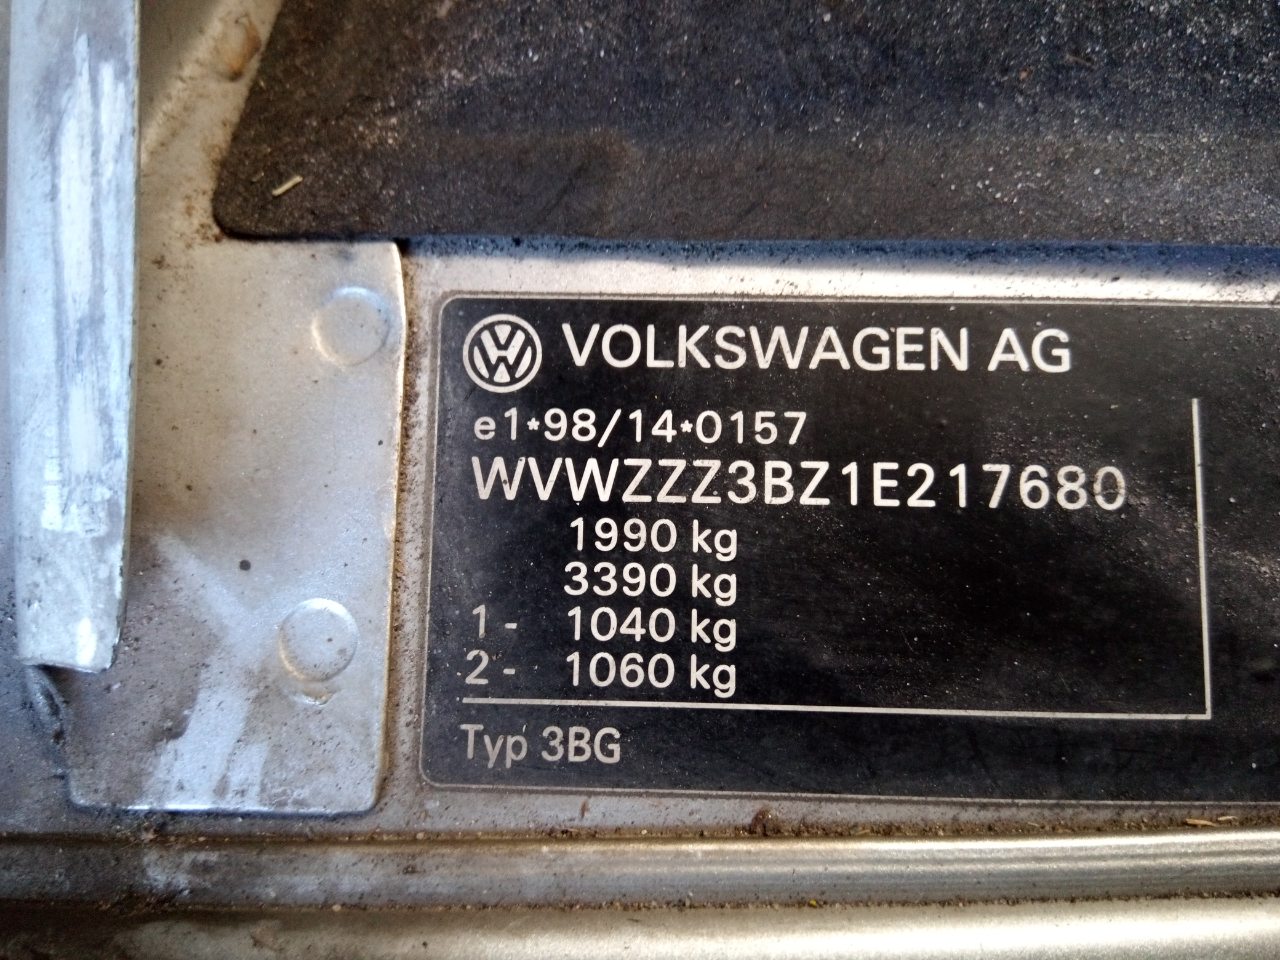 VOLKSWAGEN AG
e1*98/14*0157
WVWZZZ3BZ1E217680
1990 kg
3390 kg
1 - 1040 kg
2 - 1060 kg
Typ 3BG